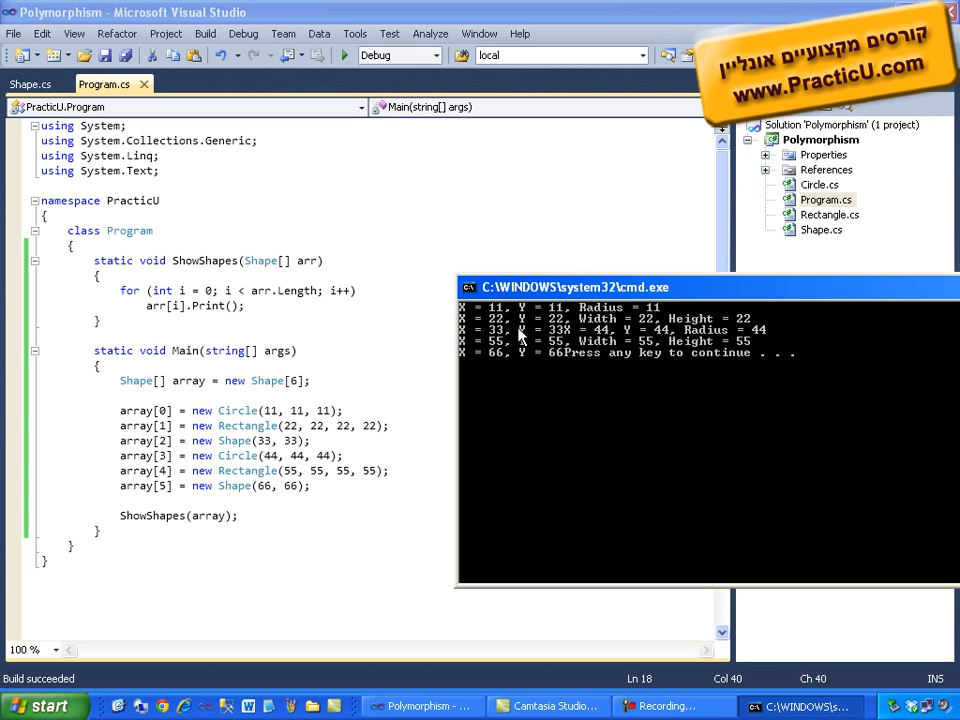 Polymorphism - Microsoft Visual Studio
File Edit View Refactor Project Build Debug Team Data Tools Test Analyze Window Help
Debug local
קורסים מקצועיים אונליין
www.PracticU.com
Shape.cs Program.cs
PracticU.Program Main(string[] args)
using System;
using System.Collections.Generic;
using System.Linq;
using System.Text;
namespace PracticU
{
class Program
{
static void ShowShapes(Shape[] arr)
{
for (int i = 0; i < arr.Length; i++)
arr[i].Print();
}
static void Main(string[] args)
{
Shape[] array = new Shape[6];
array[0] = new Circle(11, 11, 11);
array[1] = new Rectangle(22, 22, 22, 22);
array[2] = new Shape(33, 33);
array[3] = new Circle(44, 44, 44);
array[4] = new Rectangle(55, 55, 55, 55);
array[5] = new Shape(66, 66);
ShowShapes(array);
}
}
}
Solution 'Polymorphism' (1 project)
Polymorphism
Properties
References
Circle.cs
Program.cs
Rectangle.cs
Shape.cs
C:\WINDOWS\system32\cmd.exe
X = 11, Y = 11, Radius = 11
X = 22, Y = 22, Width = 22, Height = 22
X = 33, Y = 33X = 44, Y = 44, Radius = 44
X = 55, Y = 55, Width = 55, Height = 55
X = 66, Y = 66Press any key to continue . . .
100 %
Build succeeded Ln 18 Col 40 Ch 40 INS
start Polymorphism - ... Camtasia Studio... Recording... C:\WINDOWS\s...